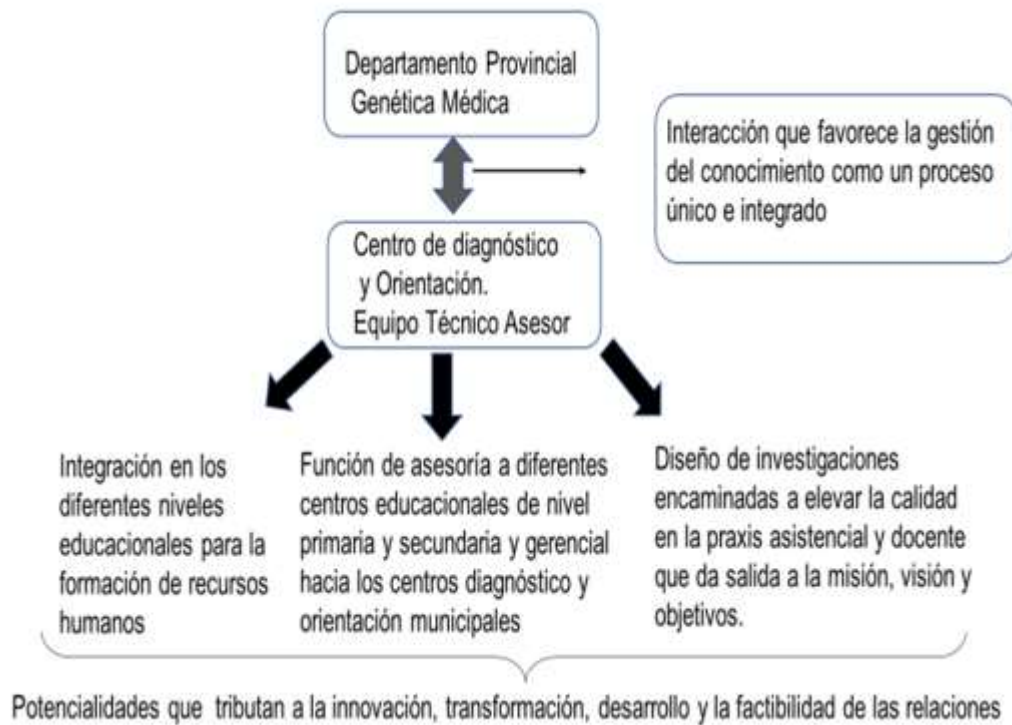 Departamento Provincial
Genética Médica
Interacción que favorece la gestión
del conocimiento como un proceso
único e integrado
Centro de diagnóstico
y Orientación.
Equipo Técnico Asesor
Integración en los
diferentes niveles
educacionales para la
formación de recursos
humanos
Función de asesoría a diferentes
centros educacionales de nivel
primaria y secundaria y gerencial
hacia los centros diagnóstico y
orientación municipales
Diseño de investigaciones
encaminadas a elevar la calidad
en la praxis asistencial y docente
que da salida a la misión, visión y
objetivos.
Potencialidades que tributan a la innovación, transformación, desarrollo y la factibilidad de las relaciones